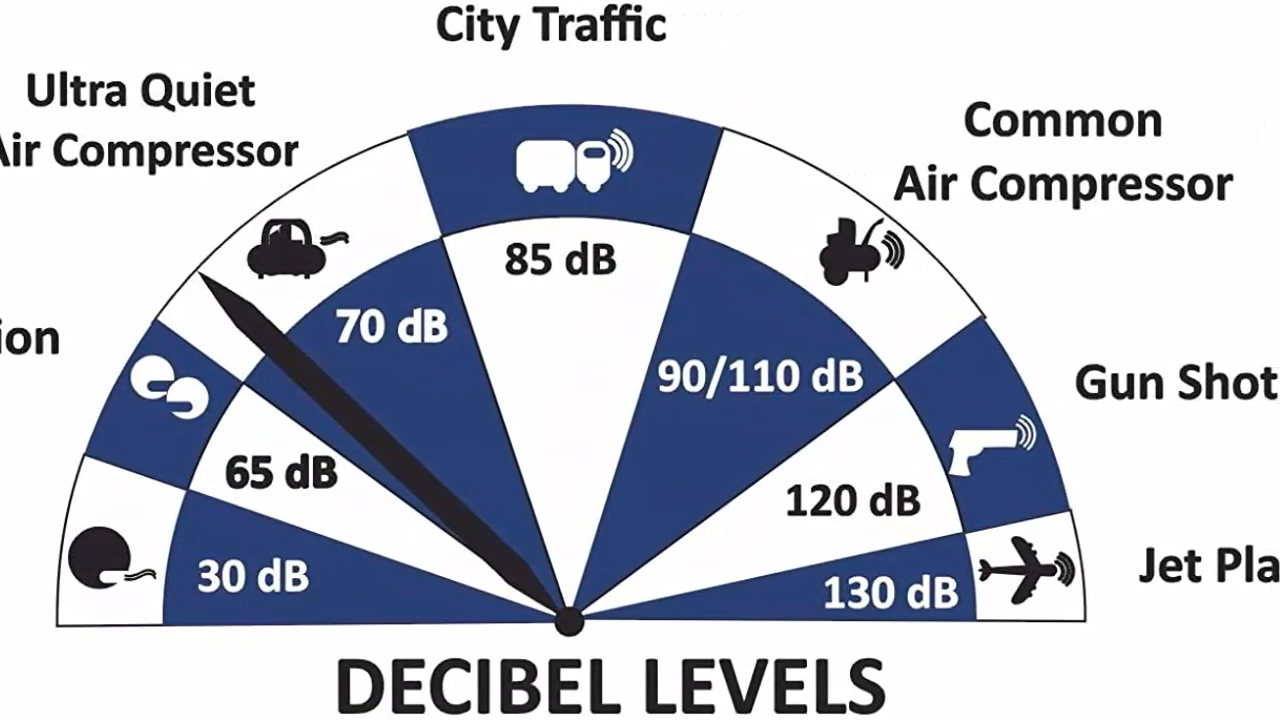 City Traffic
Ultra Quiet
Air Compressor
Common
Air Compressor
85 dB
70 dB
ion
90/110 dB
Gun Shot
65 dB
120 dB
30 dB
130 dB
Jet Pla
DECIBEL LEVELS